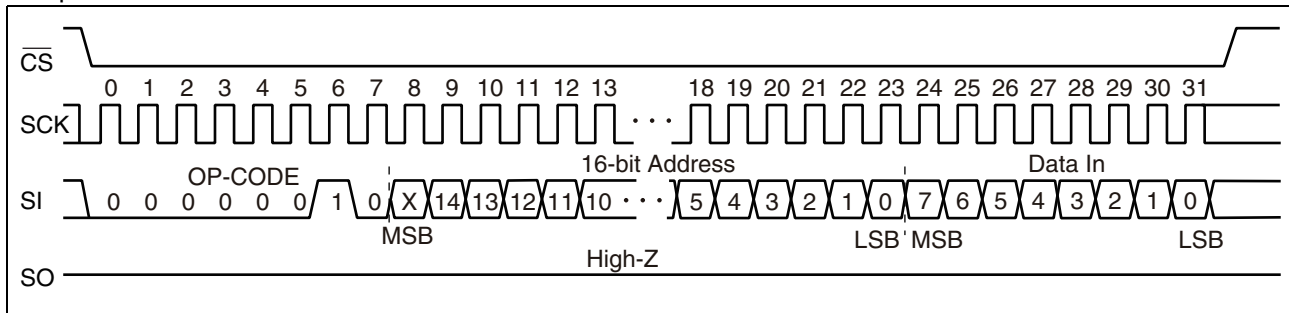 CS
0 1 2 3 4 5 6 7 8 9 10 11 12 13 18 19 20 21 22 23 24 25 26 27 28 29 30 31
SCK ···
OP-CODE 16-bit Address Data In
SI 0 0 0 0 0 0 1 0 X 14 13 12 11 10 ··· 5 4 3 2 1 0 7 6 5 4 3 2 1 0
MSB LSB MSB LSB
High-Z
SO